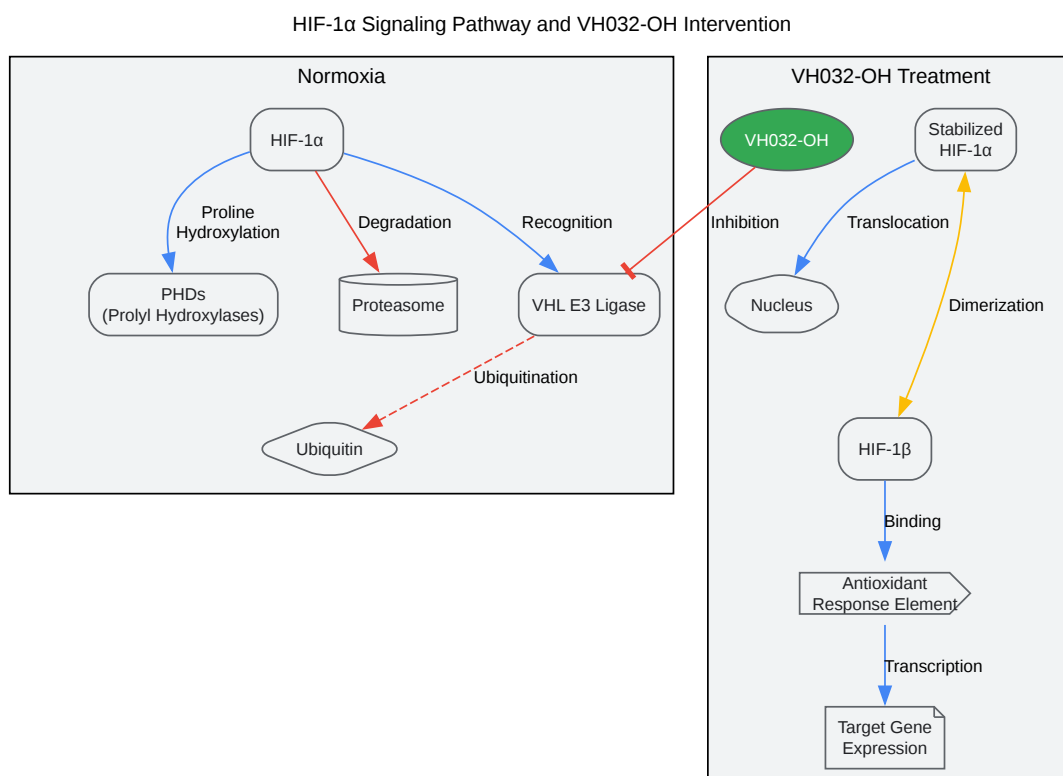 HIF-1α Signaling Pathway and VH032-OH Intervention
Normoxia
HIF-1α
Proline
Hydroxylation
Degradation
Recognition
PHDs
(Prolyl Hydroxylases)
Proteasome
VHL E3 Ligase
Ubiquitination
Ubiquitin
VH032-OH Treatment
VH032-OH
Stabilized
HIF-1α
Inhibition
Translocation
Nucleus
Dimerization
HIF-1β
Binding
Antioxidant
Response Element
Transcription
Target Gene
Expression